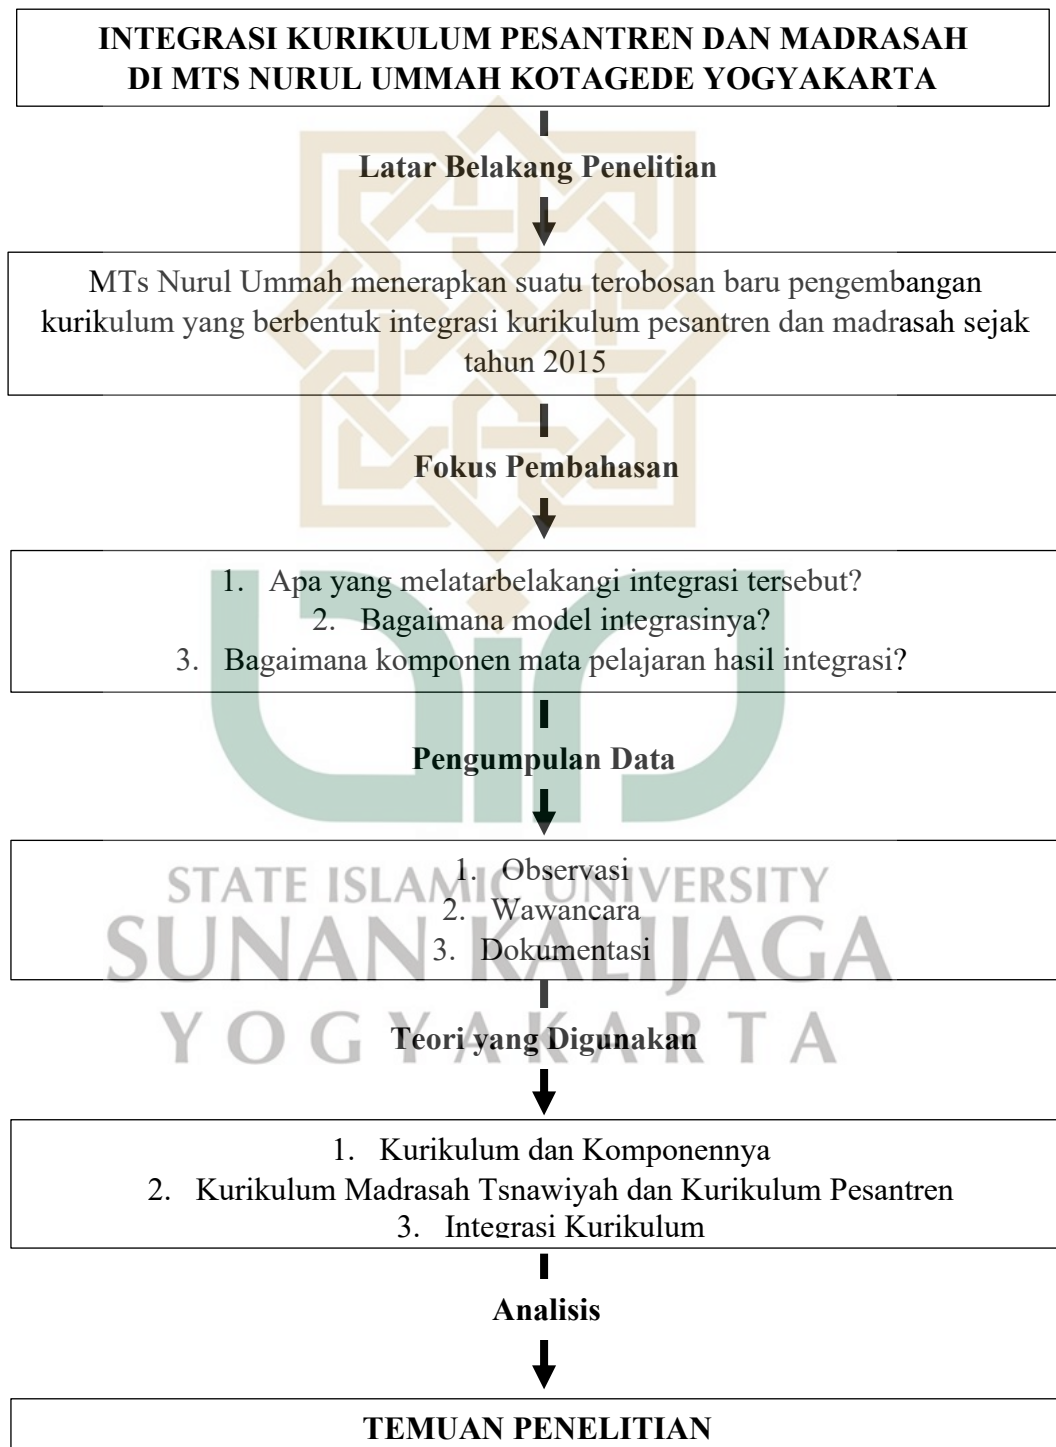 INTEGRASI KURIKULUM PESANTREN DAN MADRASAH
DI MTS NURUL UMMAH KOTAGEDE YOGYAKARTA
Latar Belakang Penelitian
MTs Nurul Ummah menerapkan suatu terobosan baru pengembangan
kurikulum yang berbentuk integrasi kurikulum pesantren dan madrasah sejak
tahun 2015
Fokus Pembahasan
1. Apa yang melatarbelakangi integrasi tersebut?
2. Bagaimana model integrasinya?
3. Bagaimana komponen mata pelajaran hasil integrasi?
Pengumpulan Data
1. Observasi
STATE ISLAMIC UNIVERSITY
2. Wawancara
SUNAN KALIJAGA
3. Dokumentasi
YOGYAKARTA
Teori yang Digunakan
1. Kurikulum dan Komponennya
2. Kurikulum Madrasah Tsnawiyah dan Kurikulum Pesantren
3. Integrasi Kurikulum
Analisis
TEMUAN PENELITIAN